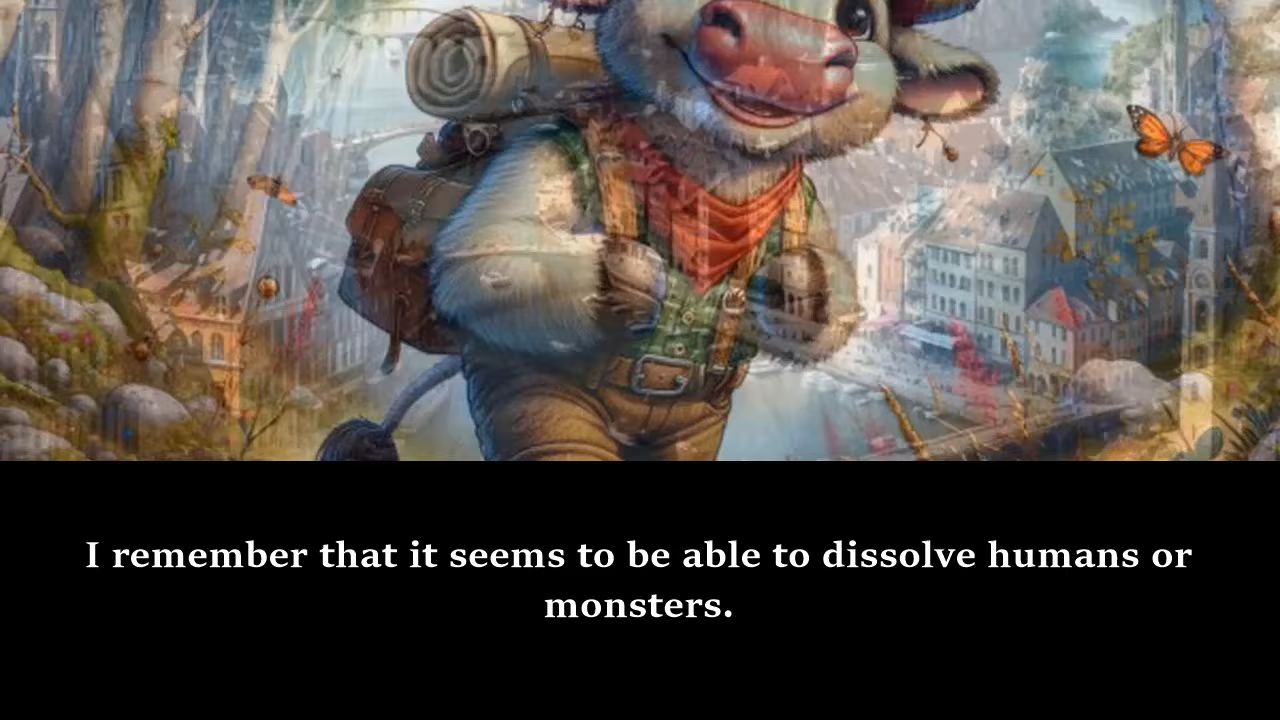 I remember that it seems to be able to dissolve humans or
monsters.